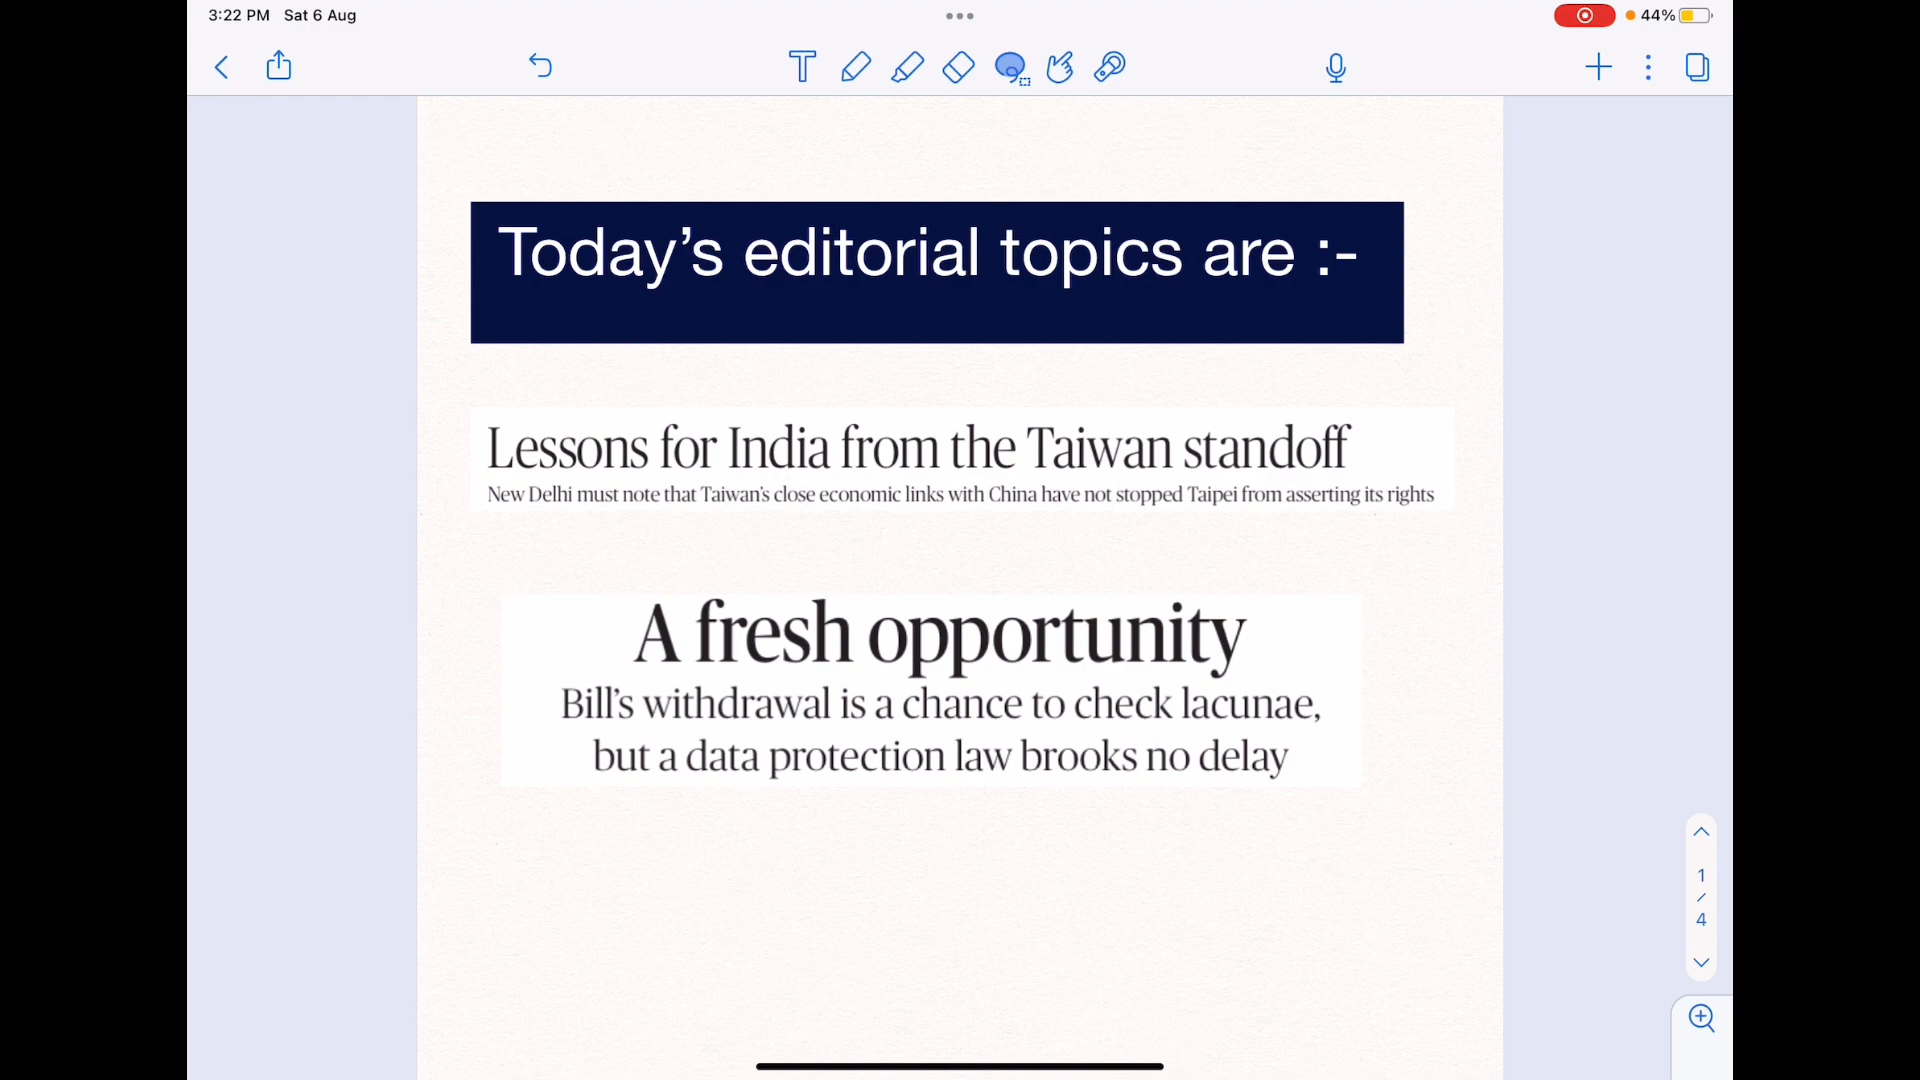 3:22 PM Sat 6 Aug
44%
Today’s editorial topics are :-
Lessons for India from the Taiwan standoff
New Delhi must note that Taiwan’s close economic links with China have not stopped Taipei from asserting its rights
A fresh opportunity
Bill’s withdrawal is a chance to check lacunae,
but a data protection law brooks no delay
1
/
4